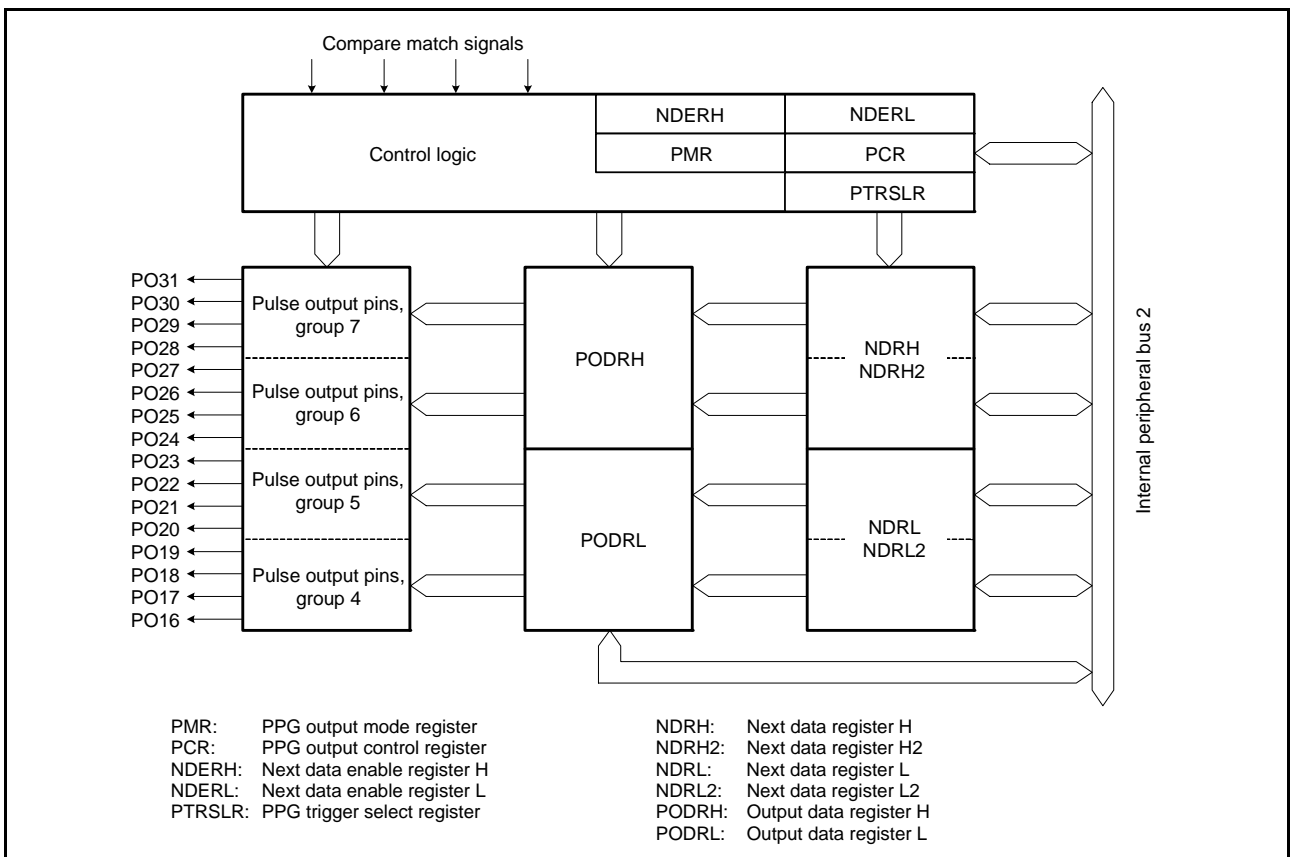 Compare match signals
NDERH
NDERL
Control logic
PMR
PCR
PTRSLR
PO31
PO30
PO29
PO28
PO27
PO26
PO25
PO24
PO23
PO22
PO21
PO20
PO19
PO18
PO17
PO16
Pulse output pins,
group 7
Pulse output pins,
group 6
Pulse output pins,
group 5
Pulse output pins,
group 4
PODRH
PODRL
NDRH
NDRH2
NDRL
NDRL2
Internal peripheral bus 2
PMR: PPG output mode register
PCR: PPG output control register
NDERH: Next data enable register H
NDERL: Next data enable register L
PTRSLR: PPG trigger select register
NDRH: Next data register H
NDRH2: Next data register H2
NDRL: Next data register L
NDRL2: Next data register L2
PODRH: Output data register H
PODRL: Output data register L